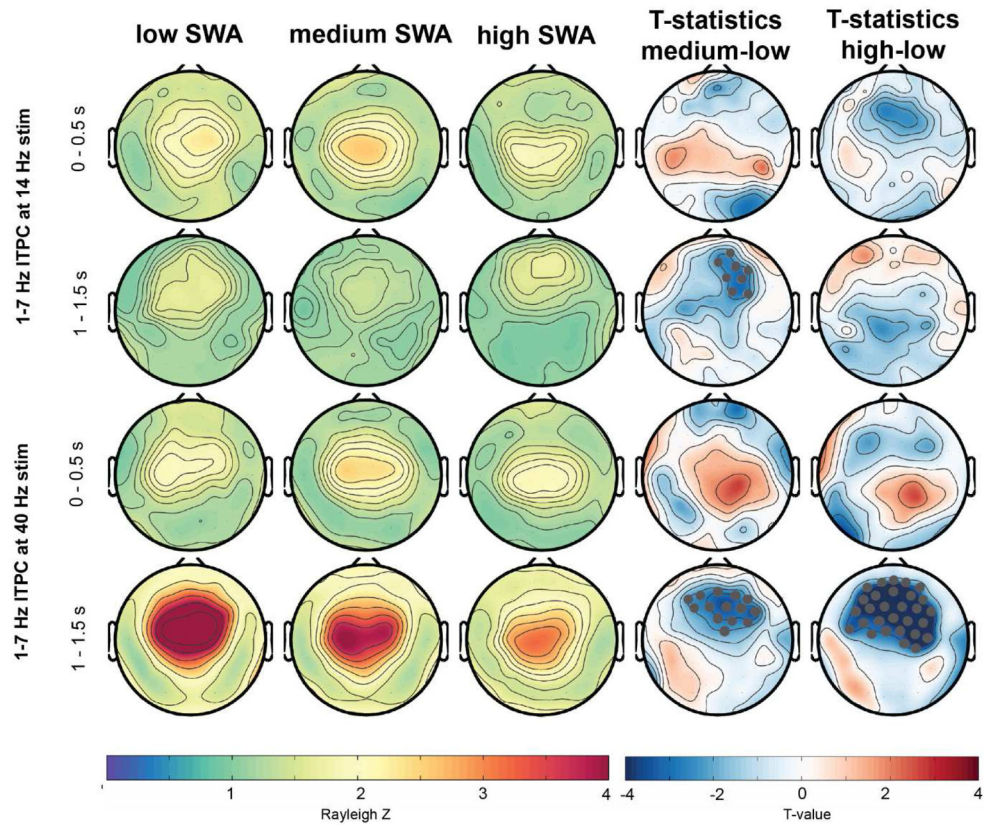 low SWA
medium SWA
high SWA
T-statistics
medium-low
T-statistics
high-low
1-7 Hz ITPC at 14 Hz stim
0 - 0.5 s
1 - 1.5 s
1-7 Hz ITPC at 40 Hz stim
0 - 0.5 s
1 - 1.5 s
1 2 3 4
Rayleigh Z
-4 -2 0 2 4
T-value